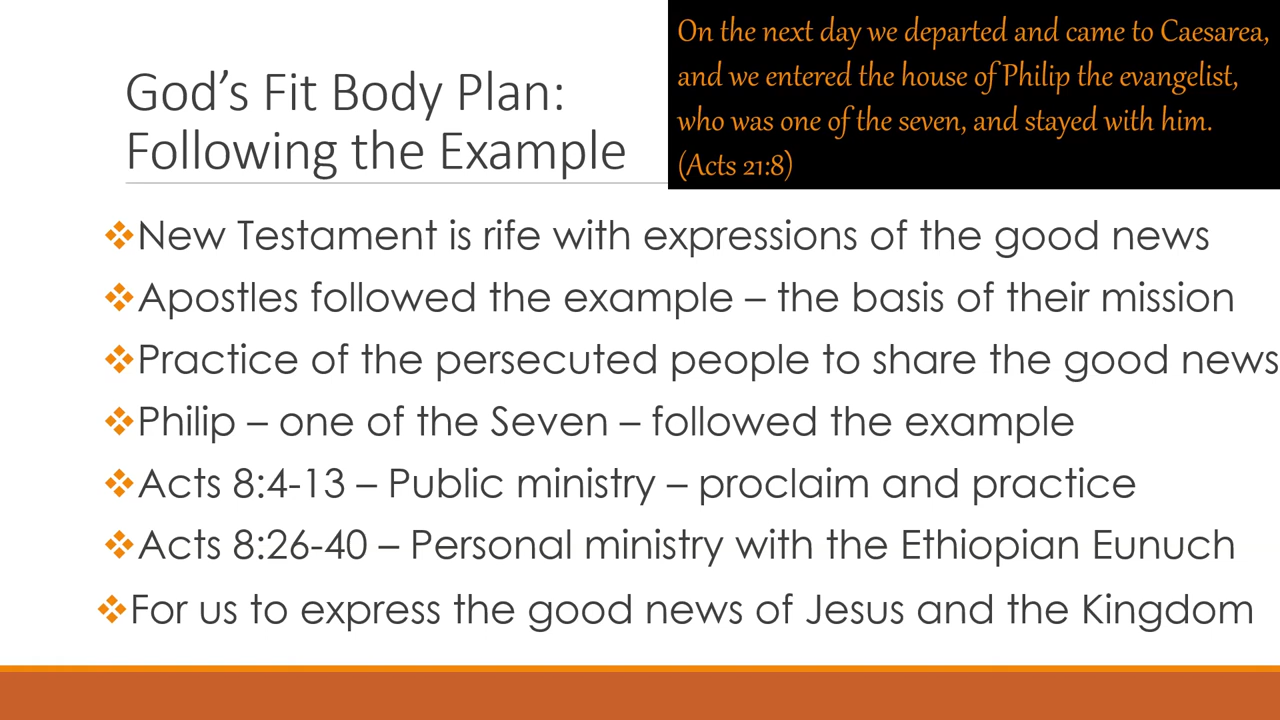 God’s Fit Body Plan:
Following the Example
On the next day we departed and came to Caesarea,
and we entered the house of Philip the evangelist,
who was one of the seven, and stayed with him.
(Acts 21:8)
❖New Testament is rife with expressions of the good news
❖Apostles followed the example – the basis of their mission
❖Practice of the persecuted people to share the good news
❖Philip – one of the Seven – followed the example
❖Acts 8:4-13 – Public ministry – proclaim and practice
❖Acts 8:26-40 – Personal ministry with the Ethiopian Eunuch
❖For us to express the good news of Jesus and the Kingdom